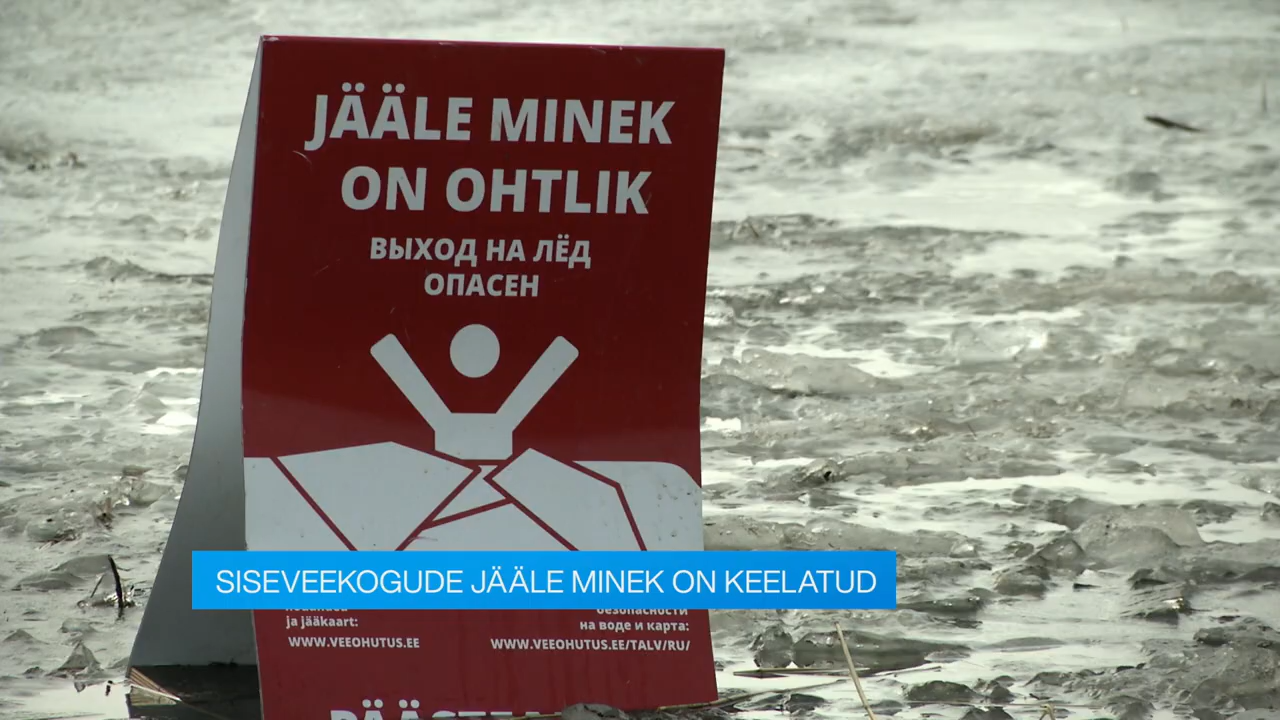 JÄÄLE MINEK
ON OHTLIK
ВЫХОД НА ЛЁД
ОПАСЕН
SISEVEEKOGUDE JÄÄLE MINEK ON KEELATUD
безопасности
ja jääkaart:
на воде и карта:
WWW.VEEOHUTUS.EE
WWW.VEEOHUTUS.EE/TALV/RU/